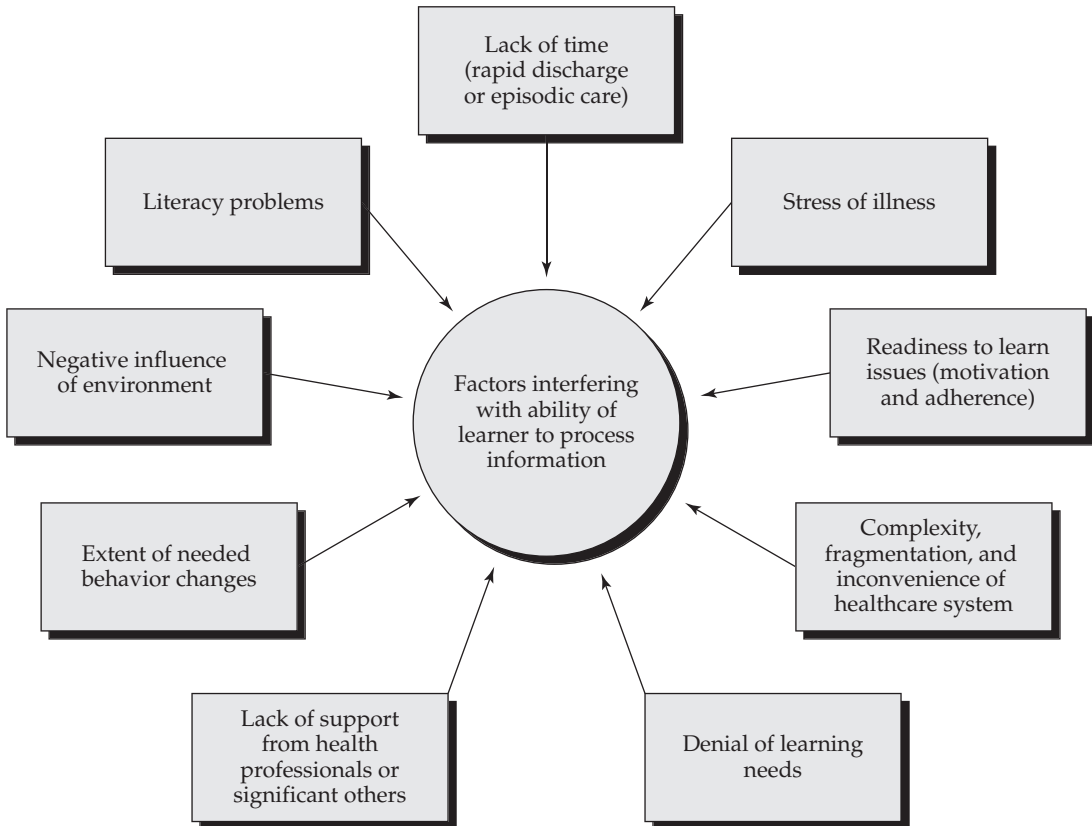 Lack of time
(rapid discharge
or episodic care)
Literacy problems
Stress of illness
Negative influence
of environment
Factors interfering
with ability of
learner to process
information
Readiness to learn
issues (motivation
and adherence)
Extent of needed
behavior changes
Complexity,
fragmentation, and
inconvenience of
healthcare system
Lack of support
from health
professionals or
significant others
Denial of learning
needs